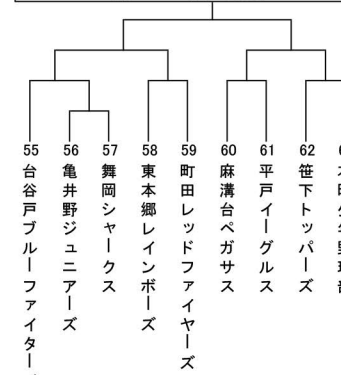 55 台谷戸ブルーファイター
56 亀井野ジュニアーズ
57 舞岡シャークス
58 東本郷レインボーズ
59 町田レッドファイヤーズ
60 麻溝台ペガサス
61 平戸イーグルス
62 笹下トッパーズ